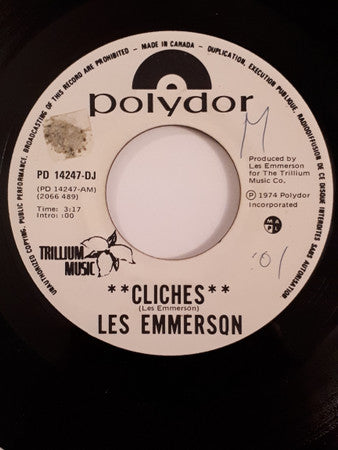 UNAUTHORIZED COPYING, PUBLIC PERFORMANCE, BROADCASTING OF THIS RECORD ARE PROHIBITED - MADE IN CANADA - DUPLICATION, EXECUTION PUBLIQUE, RADIODIFFUSION DE CE DISQUE INTERDITES SANS AUTORISATION
polydor
M
PD 14247-DJ
(PD 14247-AM)
(2066 489)
Time: 3:17
Intro: :00
Produced by
Les Emmerson
for The Trillium
Music Co.
Ⓟ 1974 Polydor
Incorporated
M A P L
'01
TRILLIUM
MUSIC
**CLICHES**
(Les Emmerson)
LES EMMERSON